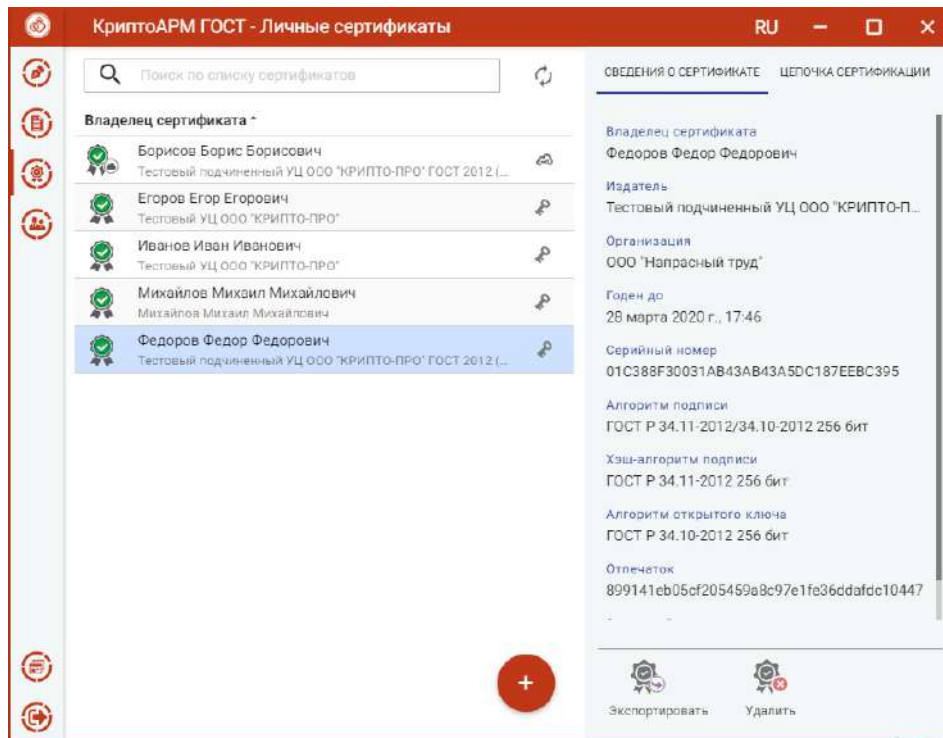 КриптоАРМ ГОСТ - Личные сертификаты
RU
Поиск по списку сертификатов
Владелец сертификата
Борисов Борис Борисович
Тестовый подчиненный УЦ ООО "КРИПТО-ПРО" ГОСТ 2012 (...
Егоров Егор Егорович
Тестовый УЦ ООО "КРИПТО-ПРО"
Иванов Иван Иванович
Тестовый УЦ ООО "КРИПТО-ПРО"
Михайлов Михаил Михайлович
Михайлов Михаил Михайлович
Федоров Федор Федорович
Тестовый подчиненный УЦ ООО "КРИПТО-ПРО" ГОСТ 2012 (...
СВЕДЕНИЯ О СЕРТИФИКАТЕ
ЦЕПОЧКА СЕРТИФИКАЦИИ
Владелец сертификата
Федоров Федор Федорович
Издатель
Тестовый подчиненный УЦ ООО "КРИПТО-П...
Организация
ООО "Напрасный труд"
Годен до
28 марта 2020 г., 17:46
Серийный номер
01C388F30031AB43AB43A5DC187EEBC395
Алгоритм подписи
ГОСТ Р 34.11-2012/34.10-2012 256 бит
Хэш-алгоритм подписи
ГОСТ Р 34.11-2012 256 бит
Алгоритм открытого ключа
ГОСТ Р 34.10-2012 256 бит
Отпечаток
899141eb05cf205459a8c97e1fe36ddafdc10447
Экспортировать
Удалить